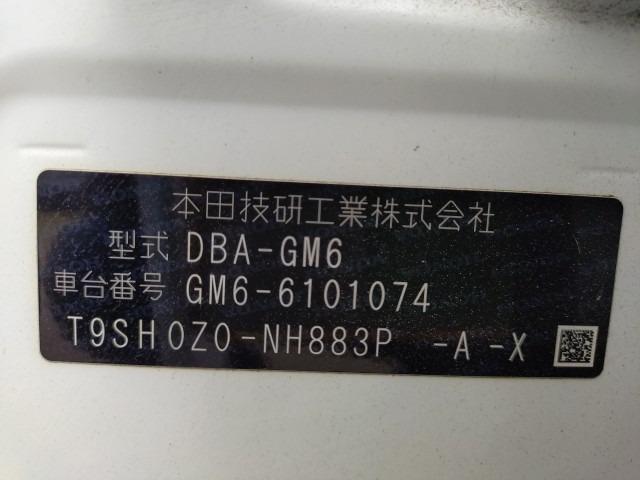 本田技研工業株式会社
型式 DBA-GM6
車台番号 GM6-6101074
T9SH0Z0-NH883P -A -X